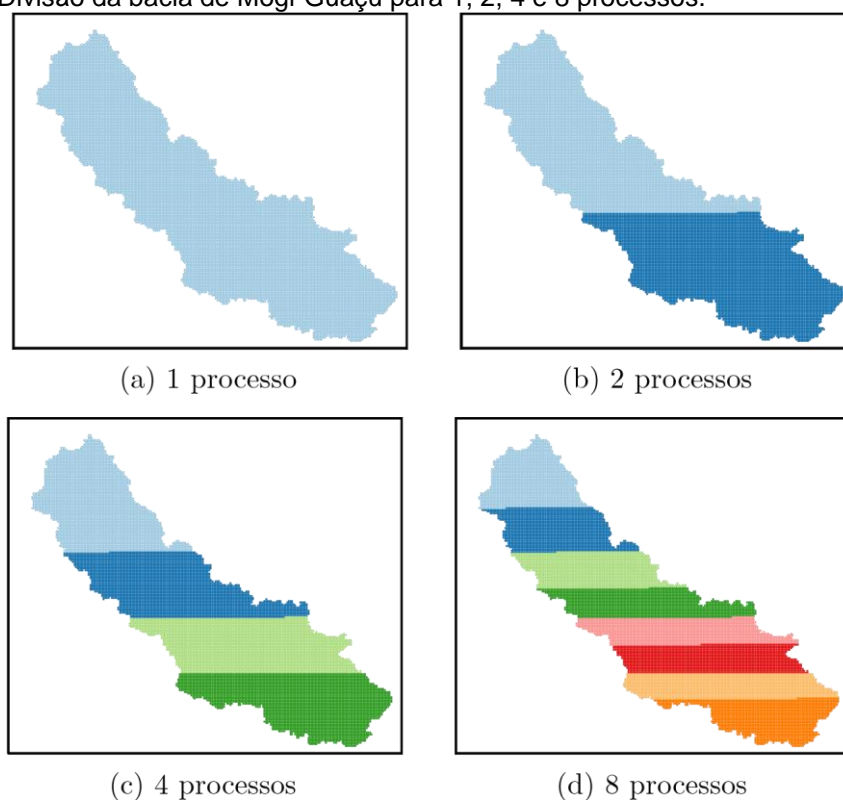 Divisão da bacia de Mogi-Guaçu para 1, 2, 4 e 8 processos.
(a) 1 processo
(b) 2 processos
(c) 4 processos
(d) 8 processos